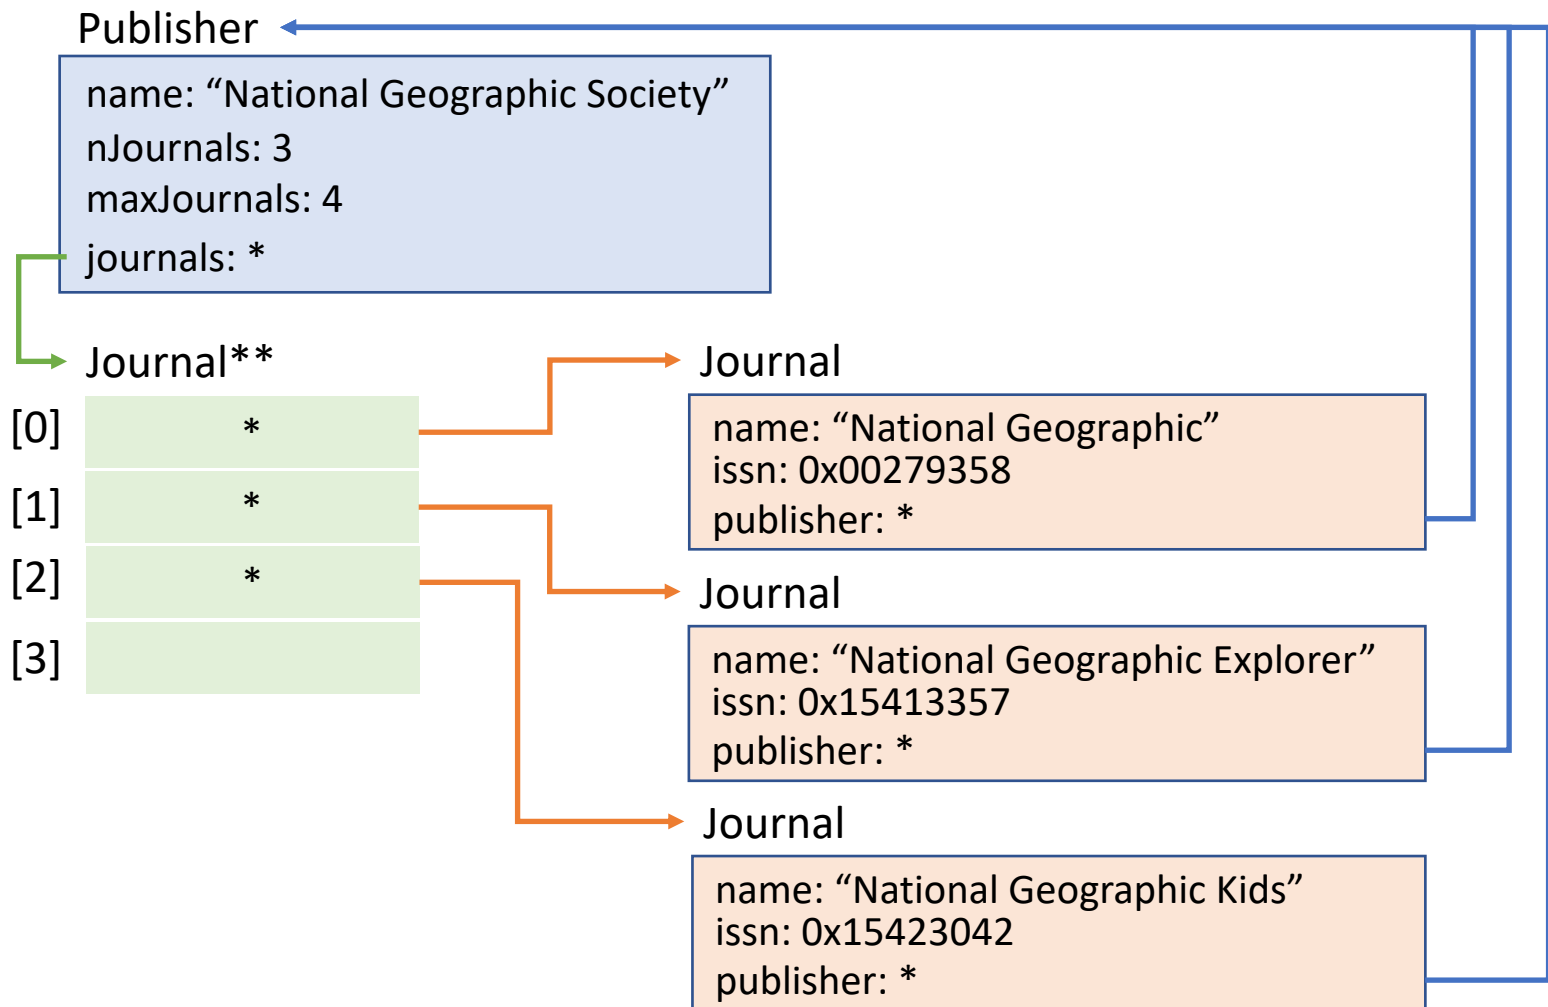 Publisher
name: “National Geographic Society”
nJournals: 3
maxJournals: 4
journals: *
Journal**
[0] *
[1] *
[2] *
[3]
Journal
name: “National Geographic”
issn: 0x00279358
publisher: *
Journal
name: “National Geographic Explorer”
issn: 0x15413357
publisher: *
Journal
name: “National Geographic Kids”
issn: 0x15423042
publisher: *